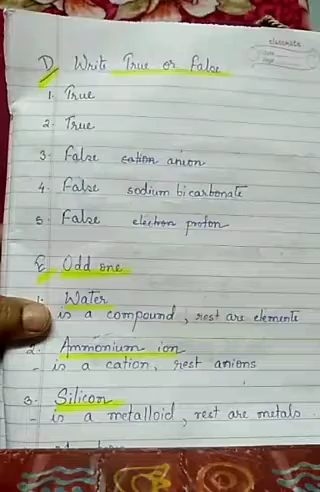 classmate
D. Write True or False
1. True
2. True
3. False cation anion
4. False sodium bicarbonate
5. False electron proton
E. Odd one
1. Water
is a compound, rest are elements
2. Ammonium ion
- is a cation, rest anions
3. Silicon
- is a metalloid, rest are metals.